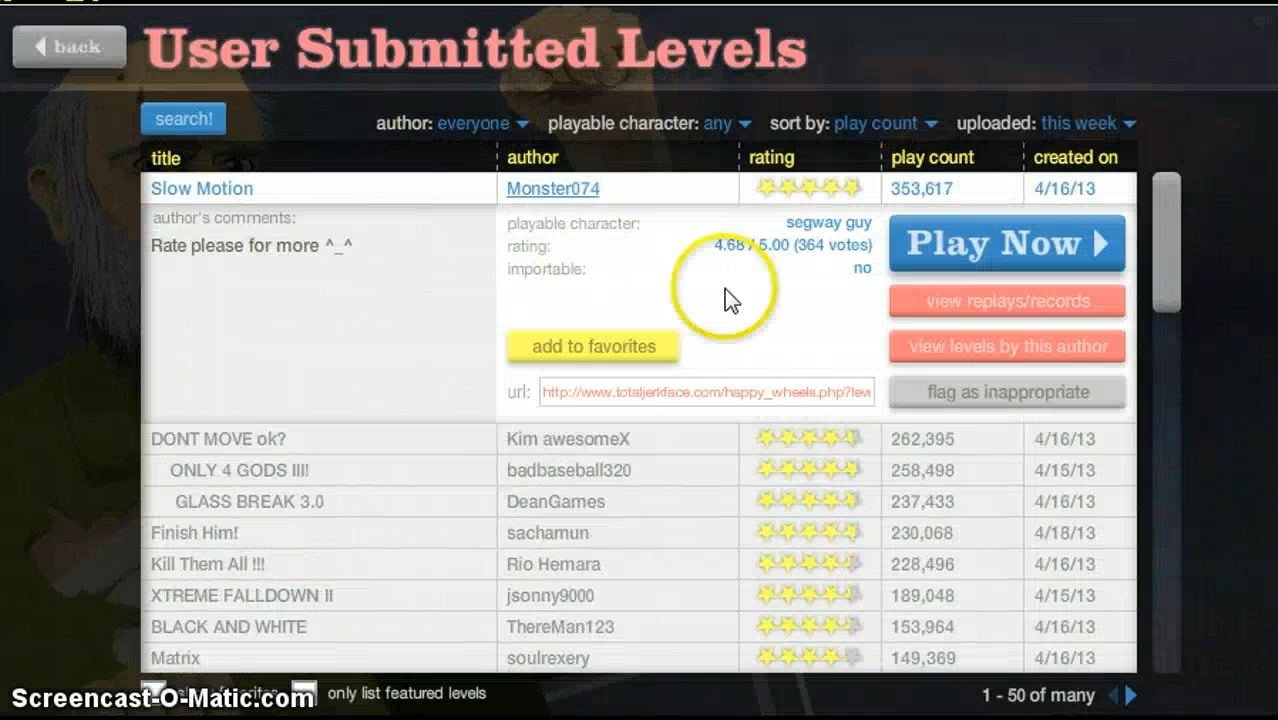 back
User Submitted Levels
search!
author: everyone playable character: any sort by: play count uploaded: this week
title author rating play count created on
Slow Motion Monster074 353,617 4/16/13
author's comments:
Rate please for more ^_^
playable character: segway guy
rating: 4.68 / 5.00 (364 votes)
importable: no
Play Now
view replays/records
add to favorites
view levels by this author
url: http://www.totaljerkface.com/happy_wheels.php?lev
flag as inappropriate
DONT MOVE ok? Kim awesomeX 262,395 4/16/13
ONLY 4 GODS III! badbaseball320 258,498 4/15/13
GLASS BREAK 3.0 DeanGames 237,433 4/16/13
Finish Him! sachamun 230,068 4/18/13
Kill Them All !!! Rio Hemara 228,496 4/16/13
XTREME FALLDOWN II jsonny9000 189,048 4/15/13
BLACK AND WHITE ThereMan123 153,964 4/16/13
Matrix soulrexery 149,369 4/16/13
only list featured levels
1 - 50 of many
Screencast-O-Matic.com